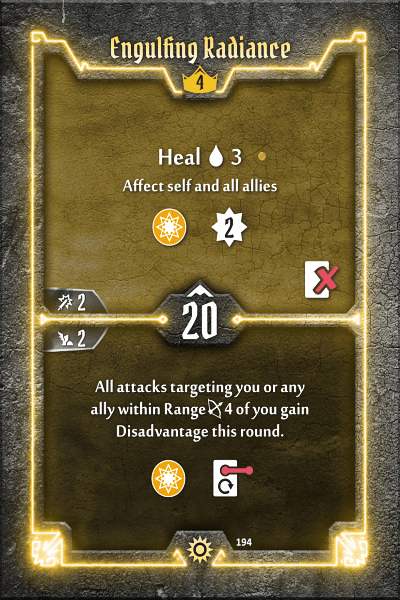 Engulfing Radiance
4
Heal 3
Affect self and all allies
2
2
20
2
All attacks targeting you or any
ally within Range 4 of you gain
Disadvantage this round.
194